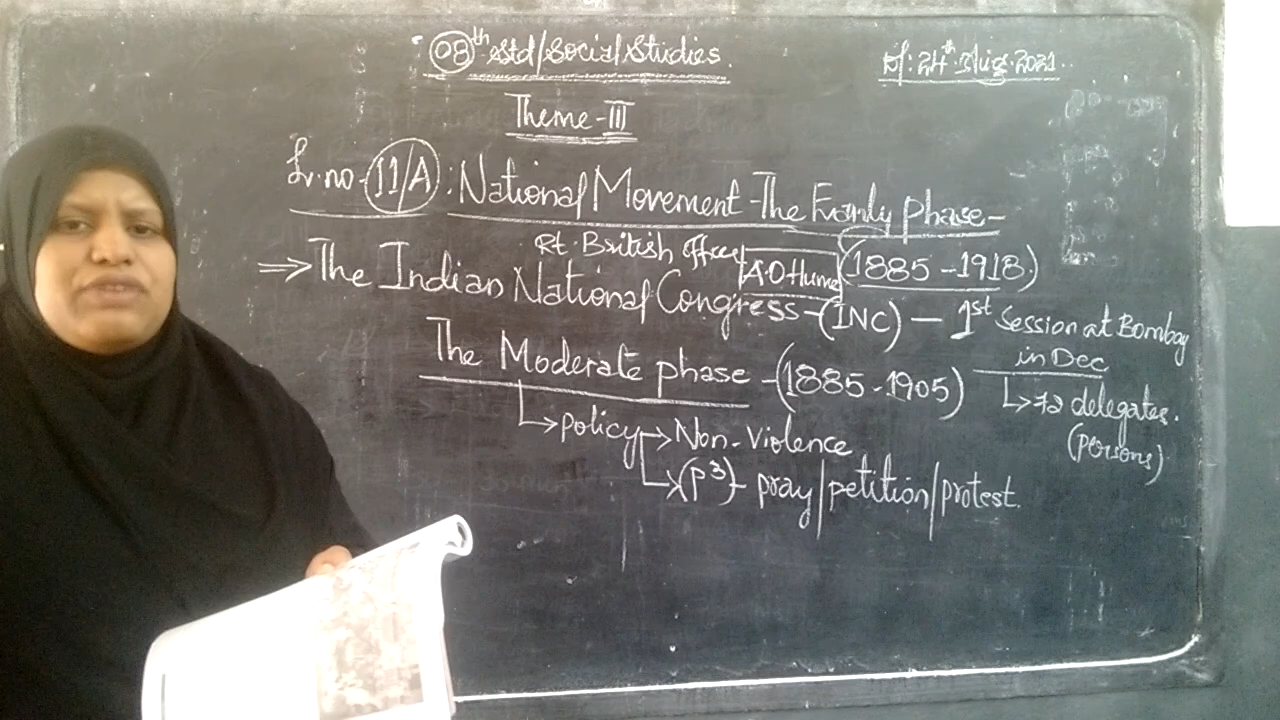 08th Std/Social Studies.
Dt: 24th Aug. 2021..
Theme-III
Lr.no-11/A: National Movement-The Early phase-
(1885-1918)
Rt. British officer A.O Hume
⇒The Indian National Congress-(INC) - 1st Session at Bombay
in Dec
↳72 delegates.
(persons)
The Moderate phase-(1885-1905)
↳policy→Non-Violence
↳(P³)- pray/petition/protest.